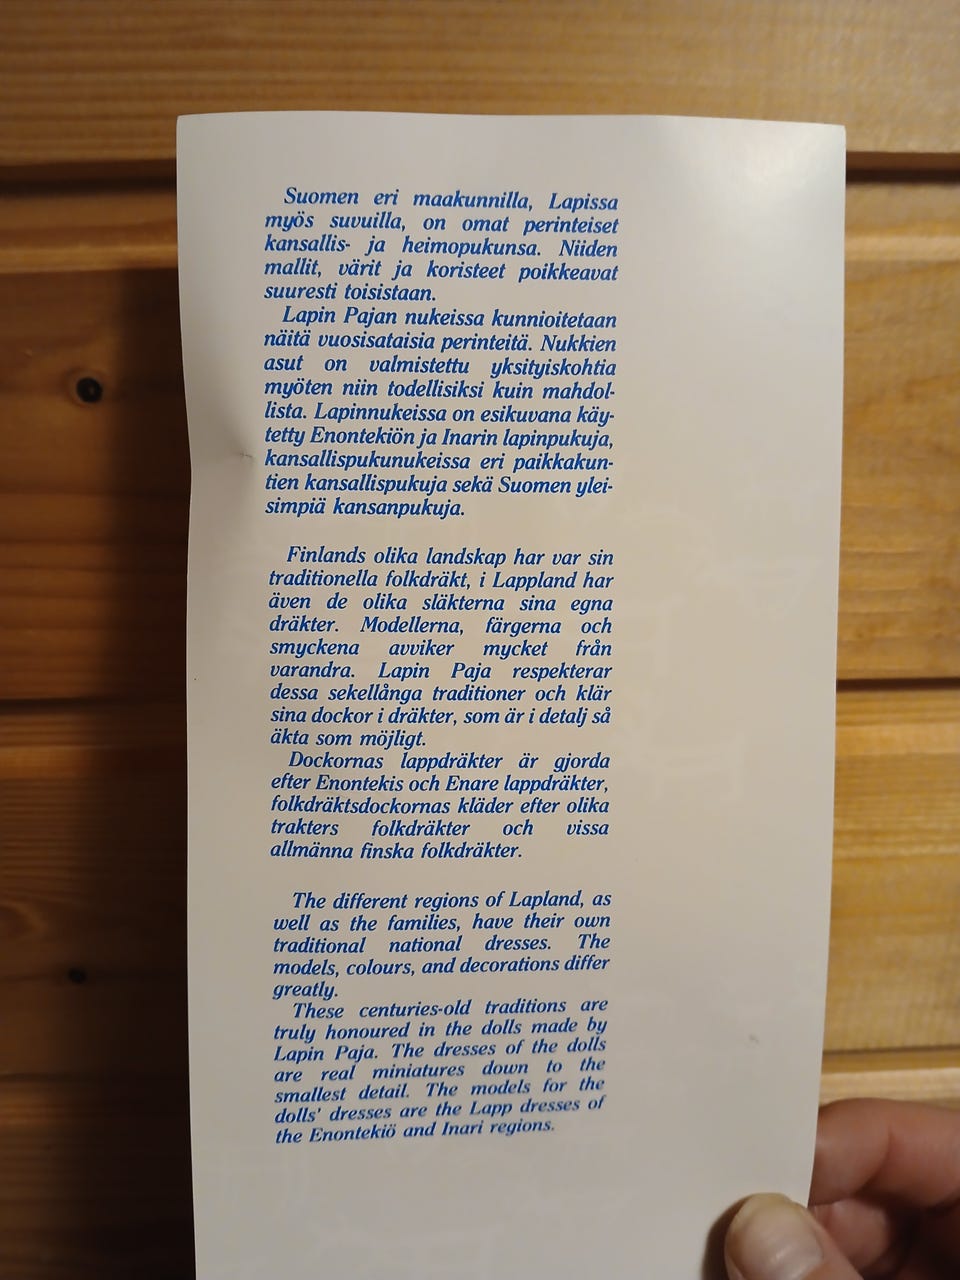 Suomen eri maakunnilla, Lapissa
myös suvuilla, on omat perinteiset
kansallis- ja heimopukunsa. Niiden
mallit, värit ja koristeet poikkeavat
suuresti toisistaan.
Lapin Pajan nukeissa kunnioitetaan
näitä vuosisataisia perinteitä. Nukkien
asut on valmistettu yksityiskohtia
myöten niin todellisiksi kuin mahdol-
lista. Lapinnukeissa on esikuvana käy-
tetty Enontekiön ja Inarin lapinpukuja,
kansallispukunukeissa eri paikkakun-
tien kansallispukuja sekä Suomen ylei-
simpiä kansanpukuja.
Finlands olika landskap har var sin
traditionella folkdräkt, i Lappland har
även de olika släkterna sina egna
dräkter. Modellerna, färgerna och
smyckena avviker mycket från
varandra. Lapin Paja respekterar
dessa sekellånga traditioner och klär
sina dockor i dräkter, som är i detalj så
äkta som möjligt.
Dockornas lappdräkter är gjorda
efter Enontekis och Enare lappdräkter,
folkdräktsdockornas kläder efter olika
trakters folkdräkter och vissa
allmänna finska folkdräkter.
The different regions of Lapland, as
well as the families, have their own
traditional national dresses. The
models, colours, and decorations differ
greatly.
These centuries-old traditions are
truly honoured in the dolls made by
Lapin Paja. The dresses of the dolls
are real miniatures down to the
smallest detail. The models for the
dolls' dresses are the Lapp dresses of
the Enontekiö and Inari regions.